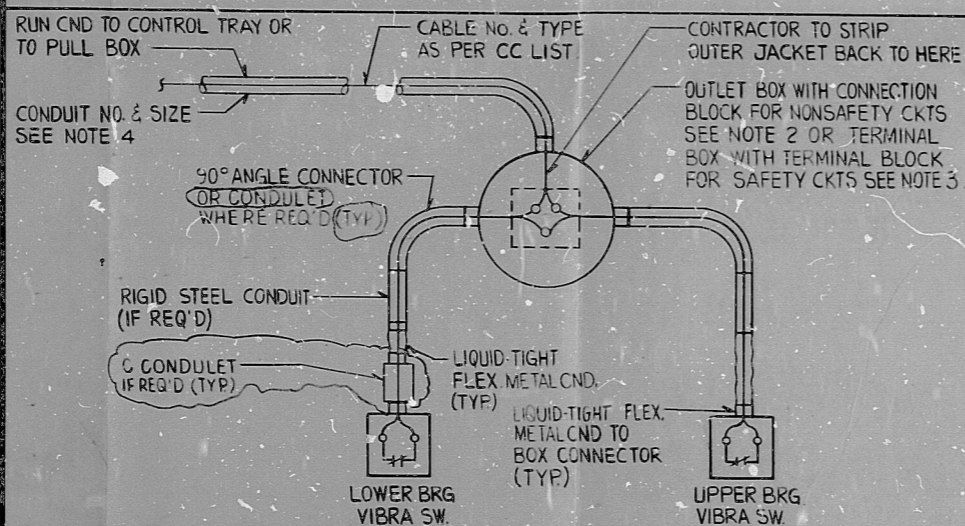 RUN CND TO CONTROL TRAY OR
TO PULL BOX
CABLE NO. & TYPE
AS PER CC LIST
CONTRACTOR TO STRIP
OUTER JACKET BACK TO HERE
CONDUIT NO. & SIZE
SEE NOTE 4
OUTLET BOX WITH CONNECTION
BLOCK FOR NONSAFETY CKTS
SEE NOTE 2 OR TERMINAL
BOX WITH TERMINAL BLOCK
FOR SAFETY CKTS SEE NOTE 3
90° ANGLE CONNECTOR
OR CONDULET
WHERE REQ'D (TYP.)
RIGID STEEL CONDUIT
(IF REQ'D)
C CONDULET
IF REQ'D (TYP.)
LIQUID-TIGHT
FLEX. METAL CND.
(TYP.)
LIQUID-TIGHT FLEX.
METAL CND TO
BOX CONNECTOR
(TYP.)
LOWER BRG
VIBRA SW.
UPPER BRG
VIBRA SW.